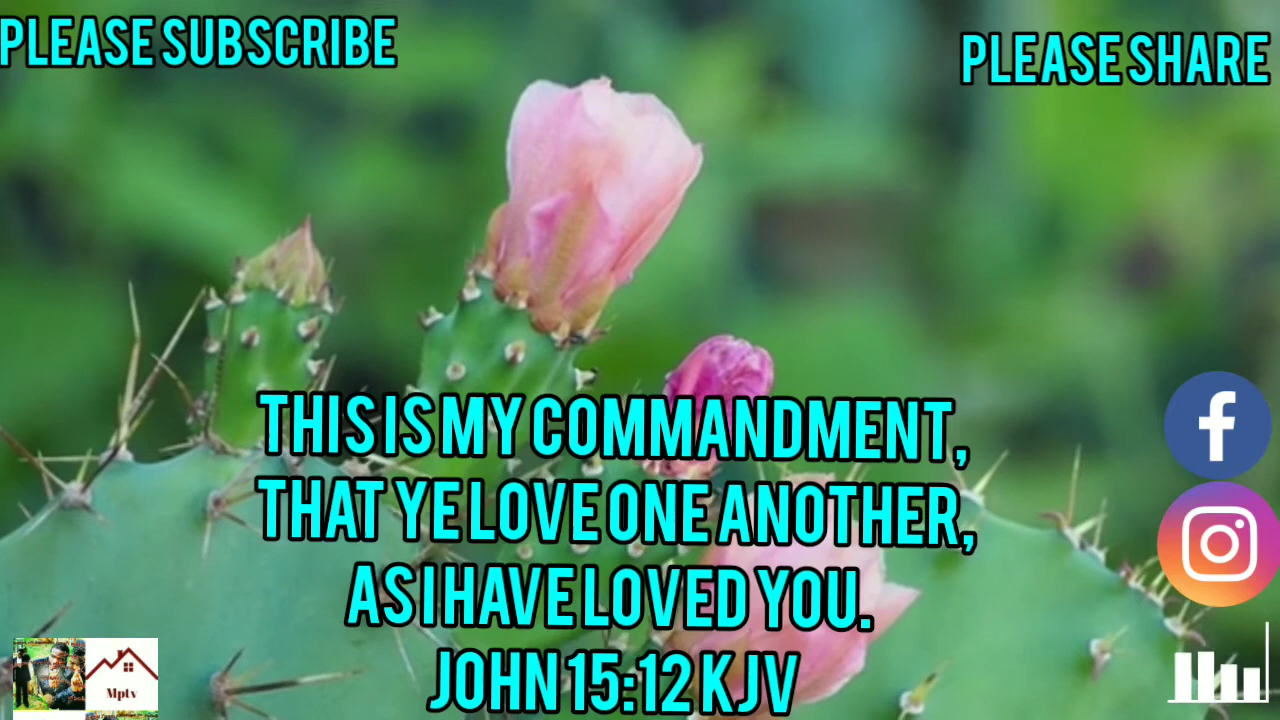 PLEASE SUBSCRIBE
PLEASE SHARE
THIS IS MY COMMANDMENT,
THAT YE LOVE ONE ANOTHER,
AS I HAVE LOVED YOU.
JOHN 15:12 KJV
Mptv